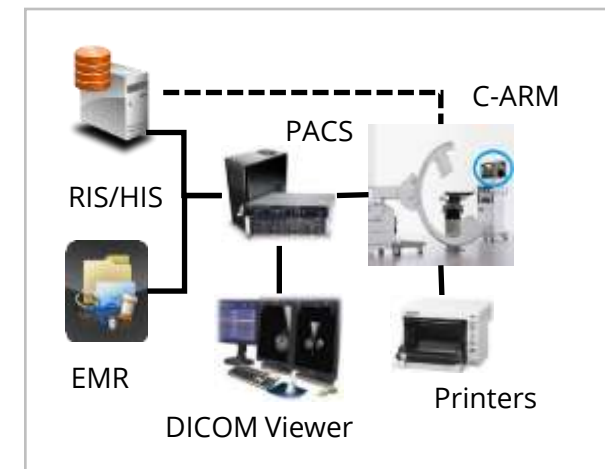 C-ARM
PACS
RIS/HIS
EMR
Printers
DICOM Viewer